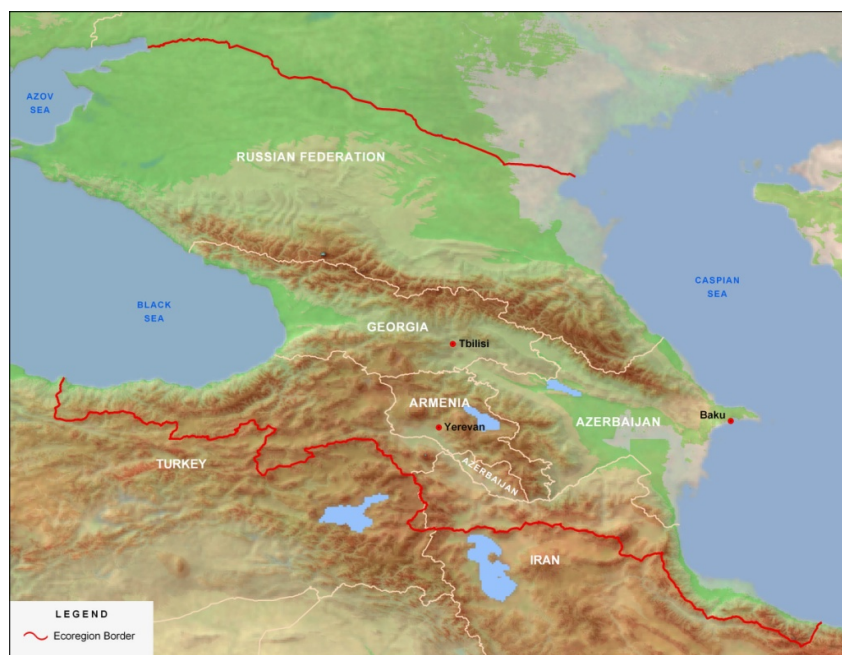 AZOV
SEA
RUSSIAN FEDERATION
BLACK
SEA
CASPIAN
SEA
GEORGIA
Tbilisi
ARMENIA
Yerevan
AZERBAIJAN
Baku
AZERBAIJAN
TURKEY
IRAN
LEGEND
Ecoregion Border